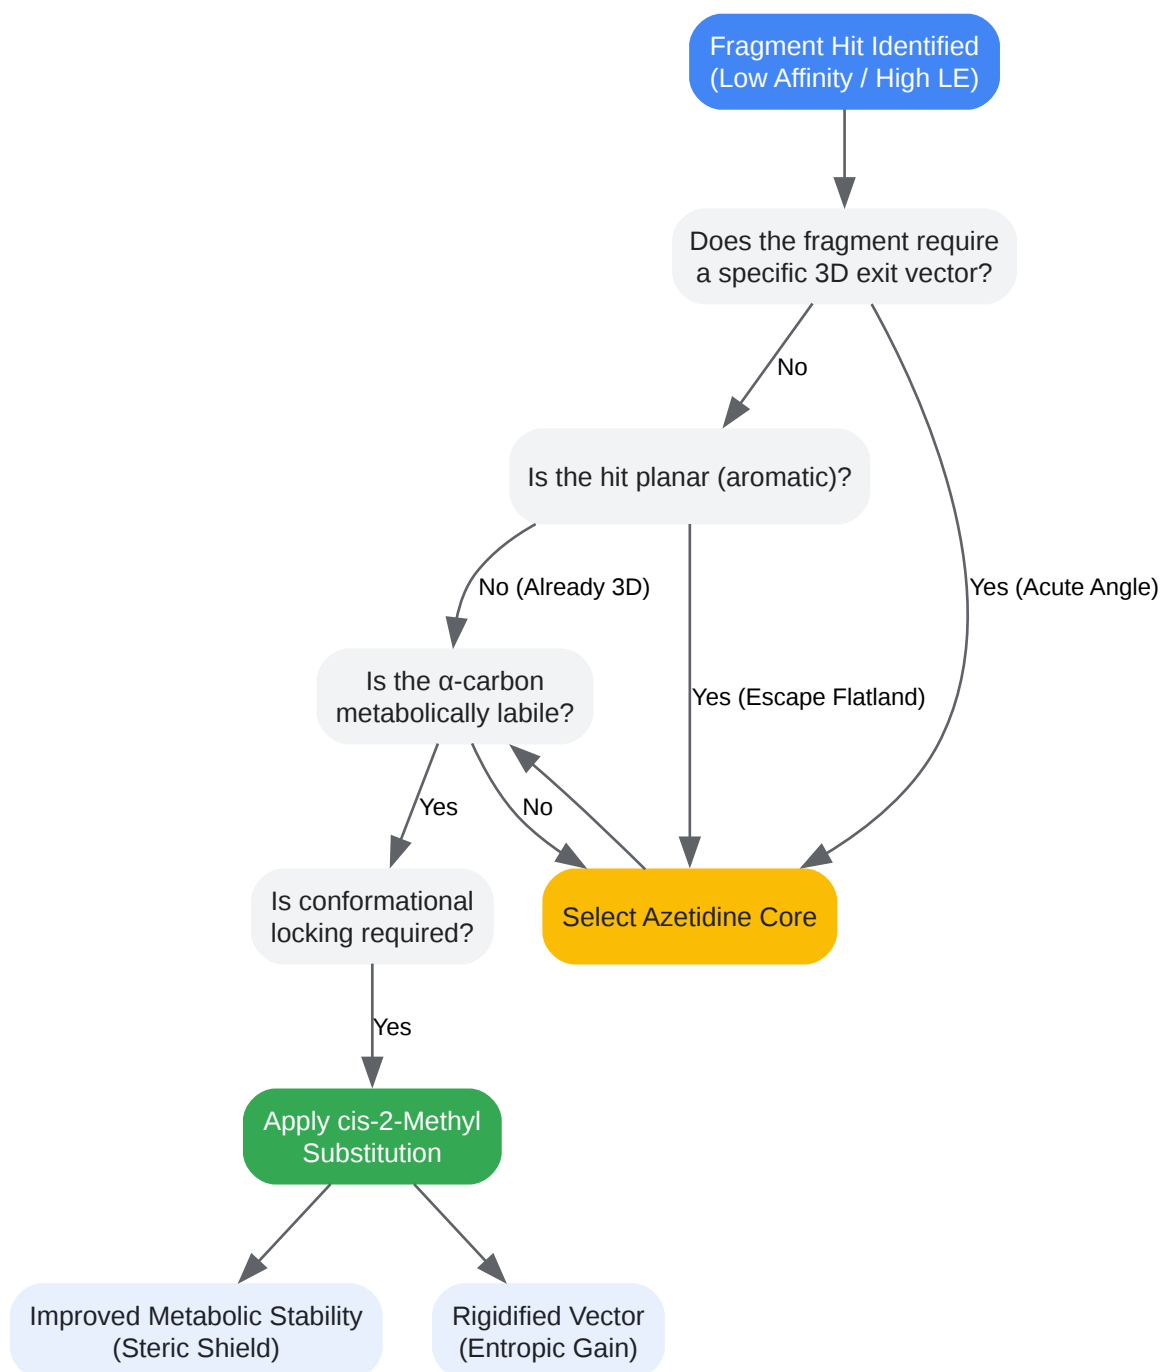 Fragment Hit Identified
(Low Affinity / High LE)
Does the fragment require
a specific 3D exit vector?
No
Is the hit planar (aromatic)?
No (Already 3D)
Yes (Acute Angle)
Is the α-carbon
metabolically labile?
Yes (Escape Flatland)
Yes
No
Is conformational
locking required?
Select Azetidine Core
Yes
Apply cis-2-Methyl
Substitution
Improved Metabolic Stability
(Steric Shield)
Rigidified Vector
(Entropic Gain)